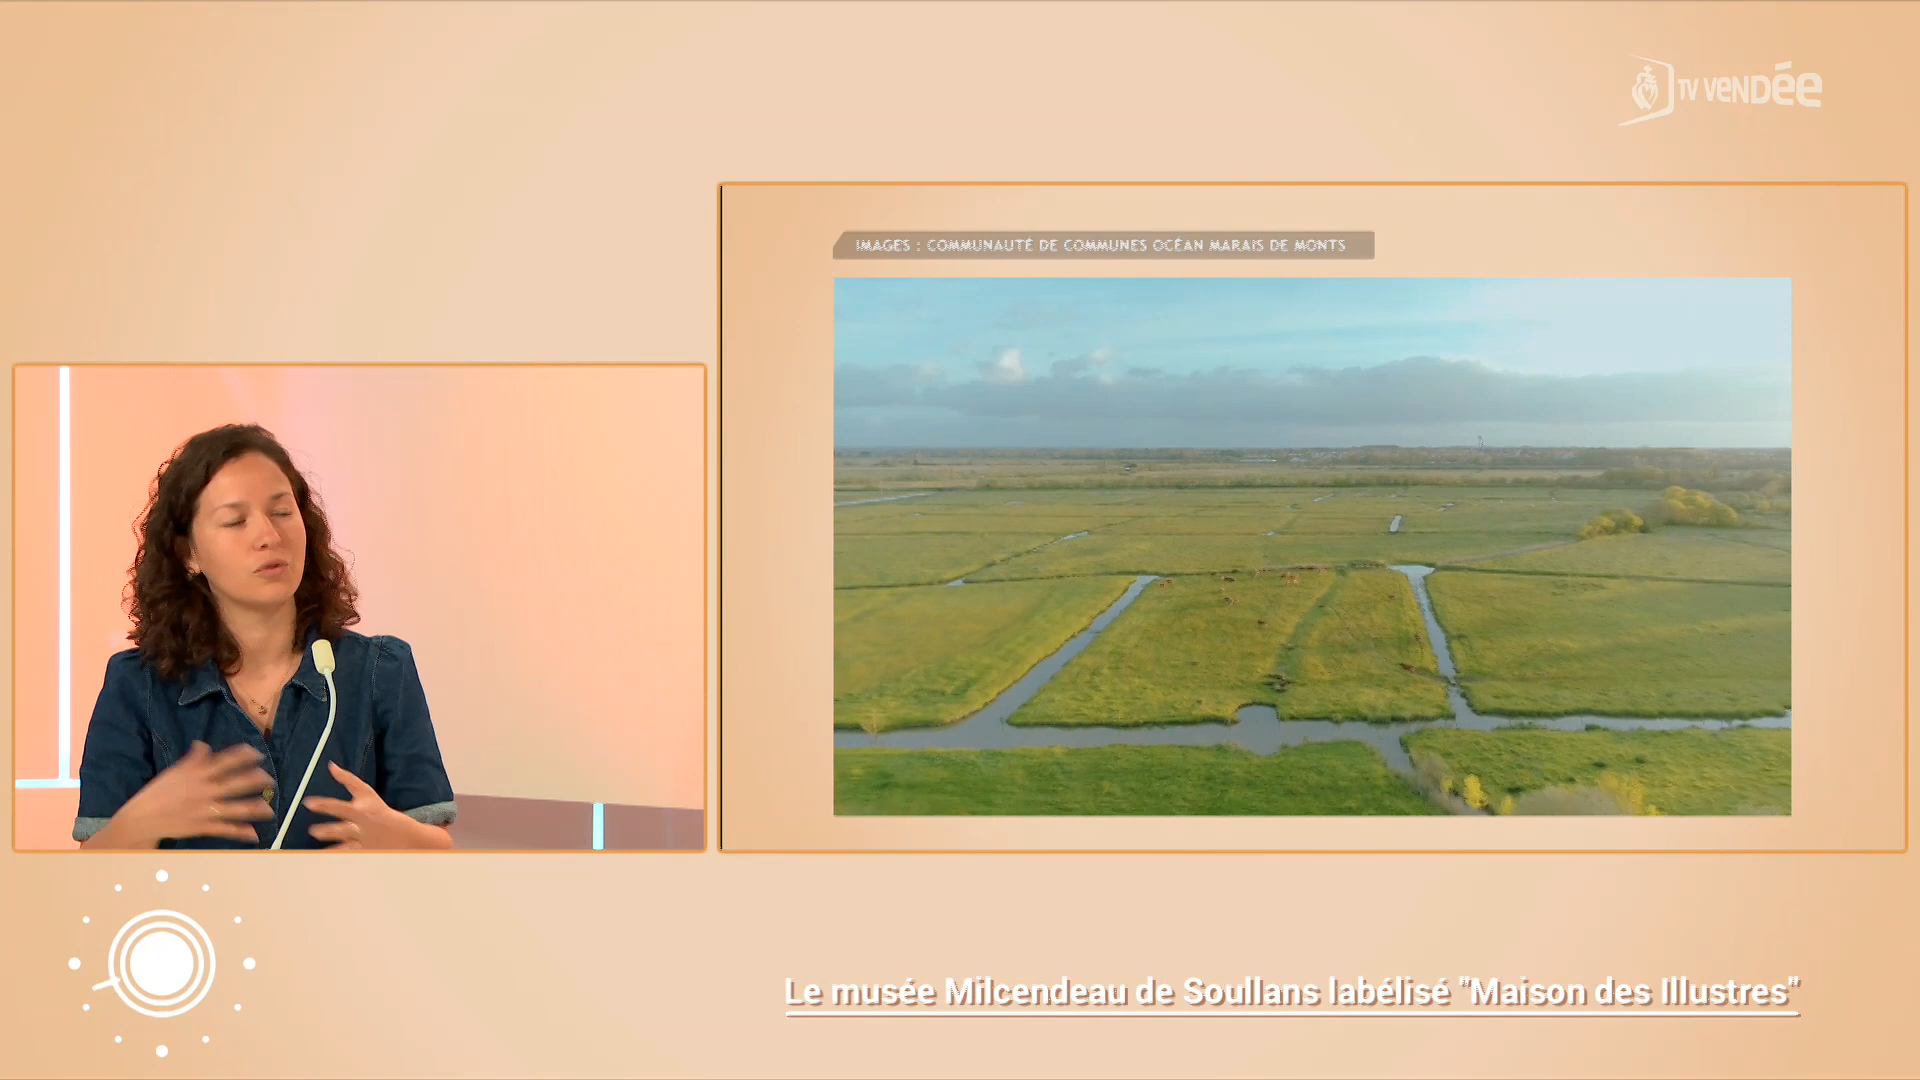 TV VENDÉE
IMAGES : COMMUNAUTÉ DE COMMUNES OCÉAN MARAIS DE MONTS
Le musée Milcendeau de Soullans labélisé "Maison des Illustres"